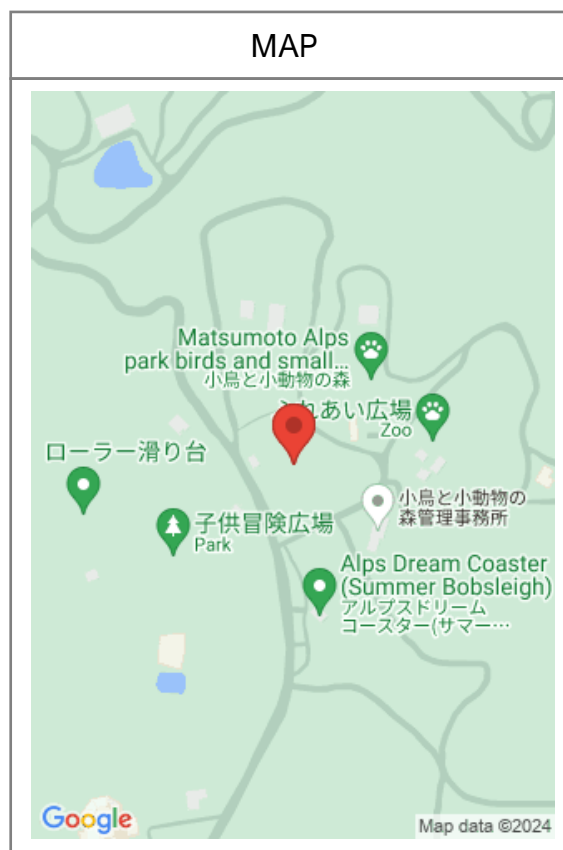 MAP
Matsumoto Alps
park birds and small...
小鳥と小動物の森
れあい広場
Zoo
ローラー滑り台
小鳥と小動物の
森管理事務所
子供冒険広場
Park
Alps Dream Coaster
(Summer Bobsleigh)
アルプスドリーム
コースター(サマー…
Google
Map data ©2024